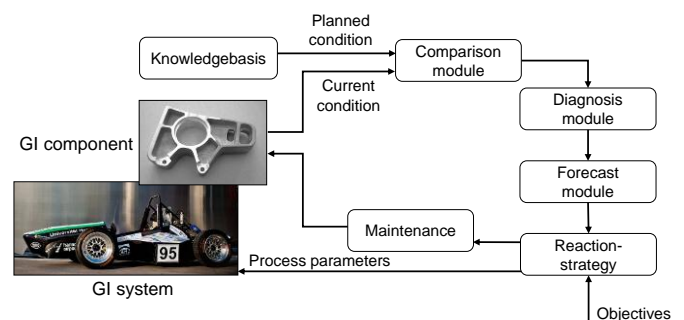 Planned
condition
Knowledgebasis
Comparison
module
Current
condition
Diagnosis
module
GI component
Forecast
module
Maintenance
Reaction-
strategy
95
Process parameters
GI system
Objectives